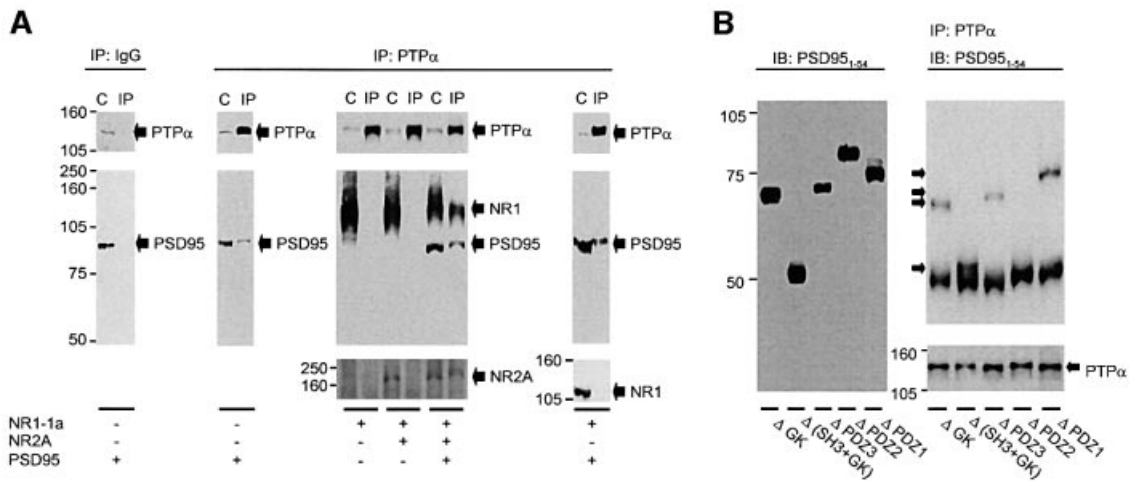 A
IP: IgG
IP: PTPα
C IP
C IP
C IP C IP C IP
C IP
160
105
PTPα
PTPα
PTPα
PTPα
250
160
105
75
50
NR1
PSD95
PSD95
PSD95
PSD95
250
160
NR2A
160
105
NR1
NR1-1a - - + + + +
NR2A - - - + + -
PSD95 + + - - + +
B
IB: PSD95₁₋₅₄
IP: PTPα
IB: PSD95₁₋₅₄
105
75
50
160
105
PTPα
Δ GK
Δ (SH3+GK)
Δ PDZ3
Δ PDZ2
Δ PDZ1
Δ GK
Δ (SH3+GK)
Δ PDZ3
Δ PDZ2
Δ PDZ1